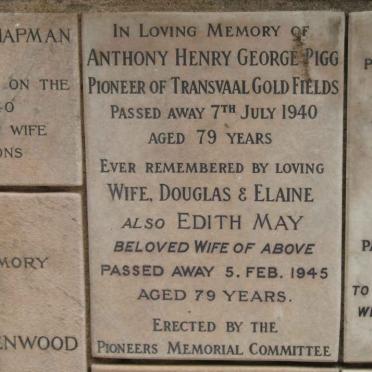 HAPMAN
ON THE
40
WIFE
ONS
MORY
ENWOOD
IN LOVING MEMORY OF
ANTHONY HENRY GEORGE PIGG
PIONEER OF TRANSVAAL GOLD FIELDS
PASSED AWAY 7TH JULY 1940
AGED 79 YEARS
EVER REMEMBERED BY LOVING
WIFE, DOUGLAS & ELAINE
ALSO EDITH MAY
BELOVED WIFE OF ABOVE
PASSED AWAY 5. FEB. 1945
AGED 79 YEARS.
ERECTED BY THE
PIONEERS MEMORIAL COMMITTEE
TO